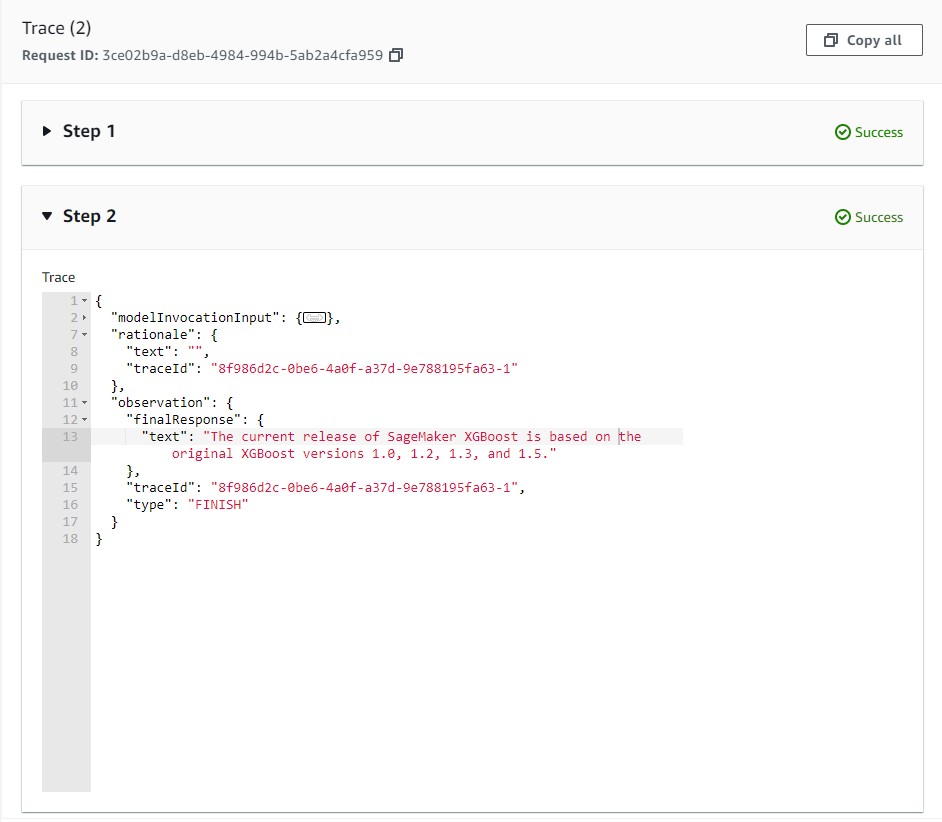 Trace (2)
Request ID: 3ce02b9a-d8eb-4984-994b-5ab2a4cfa959
Copy all
Step 1
Success
Step 2
Success
Trace
1 {
2 "modelInvocationInput": {},
7 "rationale": {
8 "text": "",
9 "traceId": "8f986d2c-0be6-4a0f-a37d-9e788195fa63-1"
10 },
11 "observation": {
12 "finalResponse": {
13 "text": "The current release of SageMaker XGBoost is based on the
original XGBoost versions 1.0, 1.2, 1.3, and 1.5."
14 },
15 "traceId": "8f986d2c-0be6-4a0f-a37d-9e788195fa63-1",
16 "type": "FINISH"
17 }
18 }